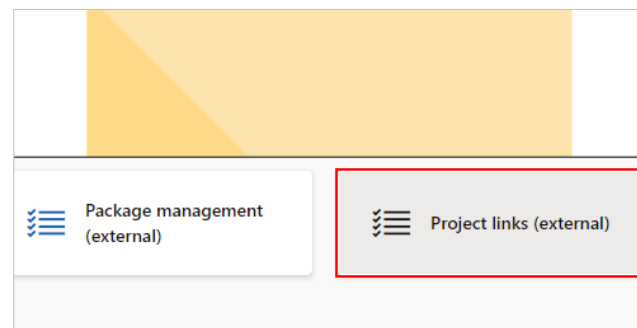 Package management
(external)
Project links (external)